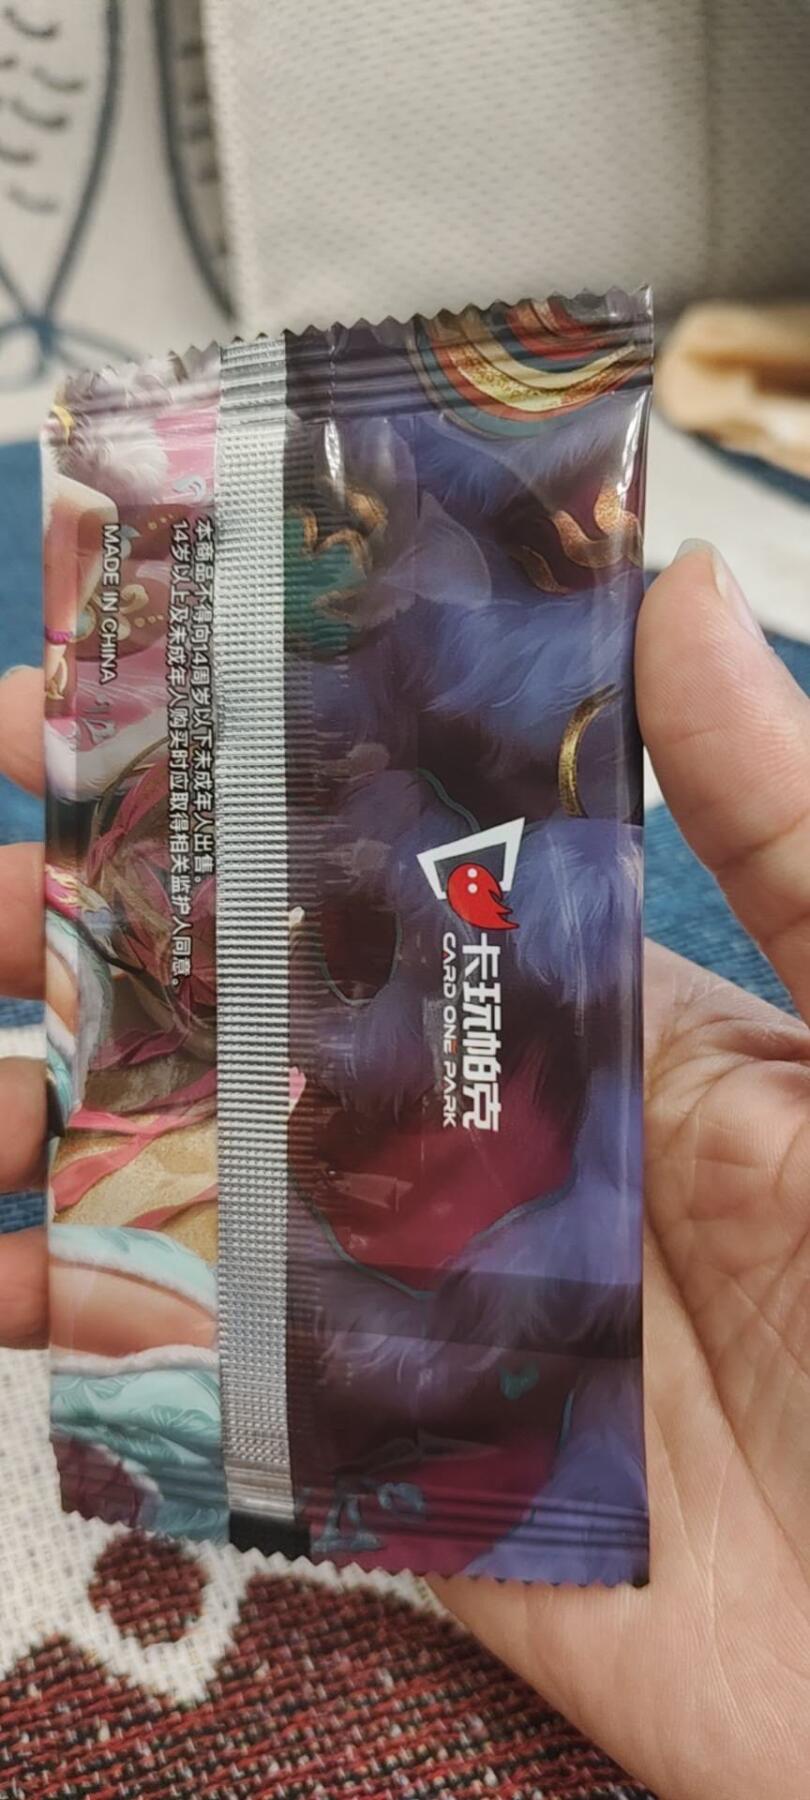 本商品不得向14周岁以下未成年人出售。
14岁以上及未成年人购买时应取得相关监护人同意。
MADE IN CHINA
卡玩帕克
CARD ONE PARK